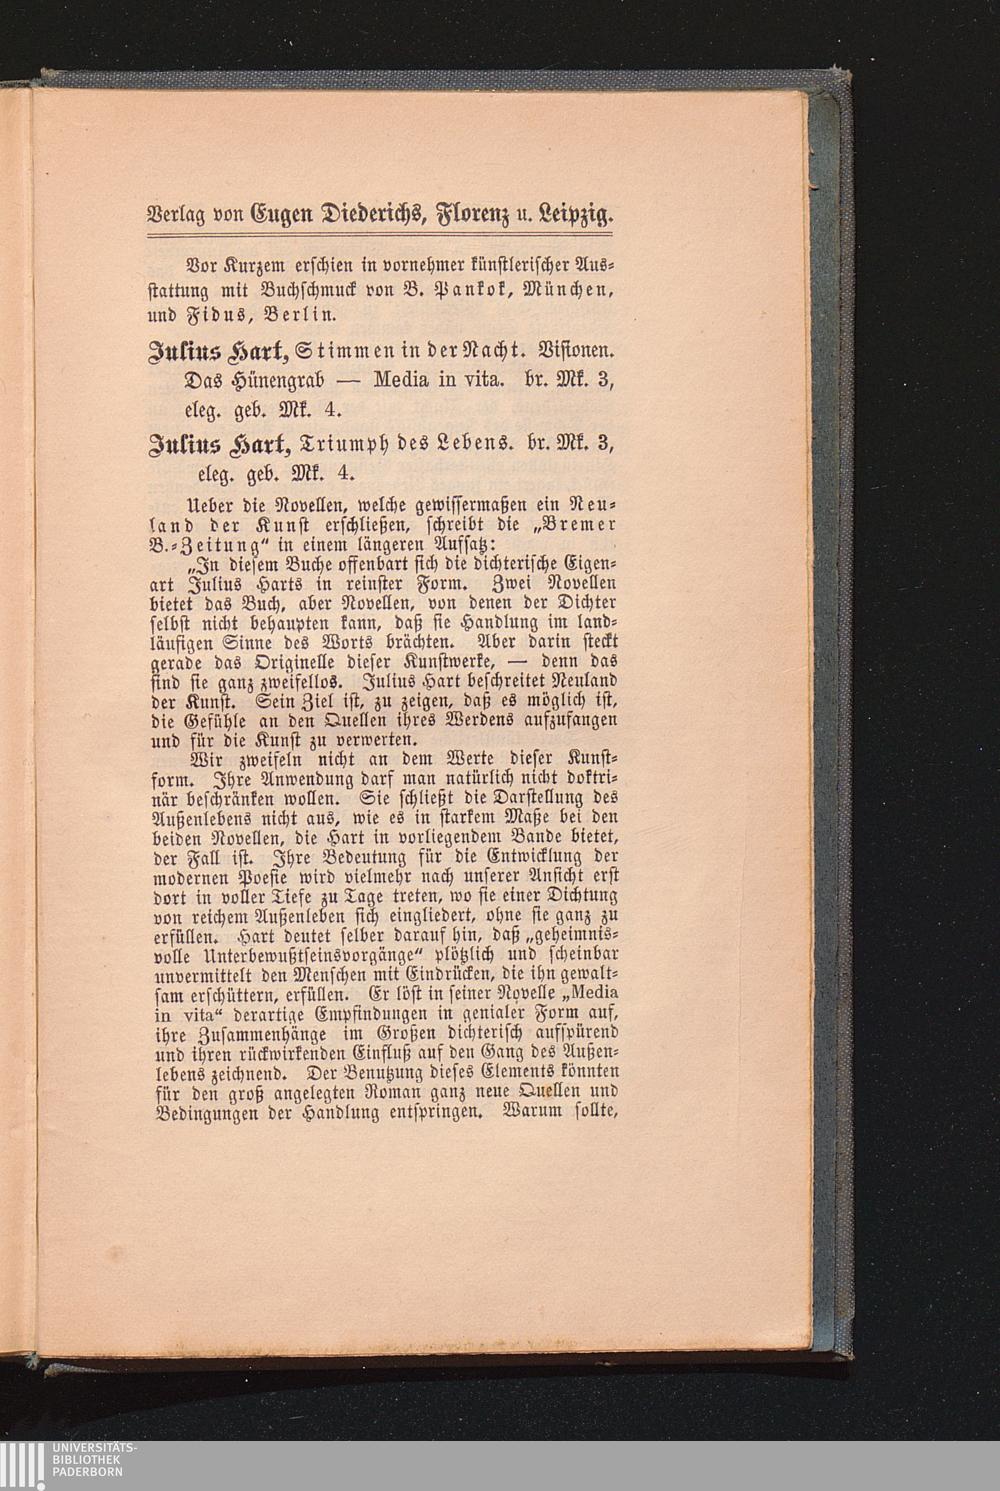 Verlag von Eugen Diederichs, Florenz u. Leipzig.
Vor Kurzem erschien in vornehmer künstlerischer Aus-
stattung mit Buchschmuck von B. Pankok, München,
und Fidus, Berlin.
Julius Hart, Stimmen in der Nacht. Visionen.
Das Hünengrab — Media in vita. br. Mk. 3,
eleg. geb. Mk. 4.
Julius Hart, Triumph des Lebens. br. Mk. 3,
eleg. geb. Mk. 4.
Ueber die Novellen, welche gewissermaßen ein Neu-
land der Kunst erschließen, schreibt die „Bremer
B.-Zeitung“ in einem längeren Aufsatz:
„In diesem Buche offenbart sich die dichterische Eigen-
art Julius Harts in reinster Form. Zwei Novellen
bietet das Buch, aber Novellen, von denen der Dichter
selbst nicht behaupten kann, daß sie Handlung im land-
läufigen Sinne des Worts brächten. Aber darin steckt
gerade das Originelle dieser Kunstwerke, — denn das
sind sie ganz zweifellos. Julius Hart beschreitet Neuland
der Kunst. Sein Ziel ist, zu zeigen, daß es möglich ist,
die Gefühle an den Quellen ihres Werdens aufzufangen
und für die Kunst zu verwerten.
Wir zweifeln nicht an dem Werte dieser Kunst-
form. Ihre Anwendung darf man natürlich nicht doktri-
när beschränken wollen. Sie schließt die Darstellung des
Außenlebens nicht aus, wie es in starkem Maße bei den
beiden Novellen, die Hart in vorliegendem Bande bietet,
der Fall ist. Ihre Bedeutung für die Entwicklung der
modernen Poesie wird vielmehr nach unserer Ansicht erst
dort in voller Tiefe zu Tage treten, wo sie einer Dichtung
von reichem Außenleben sich eingliedert, ohne sie ganz zu
erfüllen. Hart deutet selber darauf hin, daß „geheimnis-
volle Unterbewußtseinsvorgänge“ plötzlich und scheinbar
unvermittelt den Menschen mit Eindrücken, die ihn gewalt-
sam erschüttern, erfüllen. Er löst in seiner Novelle „Media
in vita“ derartige Empfindungen in genialer Form auf,
ihre Zusammenhänge im Großen dichterisch aufspürend
und ihren rückwirkenden Einfluß auf den Gang des Außen-
lebens zeichnend. Der Benutzung dieses Elements könnten
für den groß angelegten Roman ganz neue Quellen und
Bedingungen der Handlung entspringen. Warum sollte,
UNIVERSITÄTS-
BIBLIOTHEK
PADERBORN